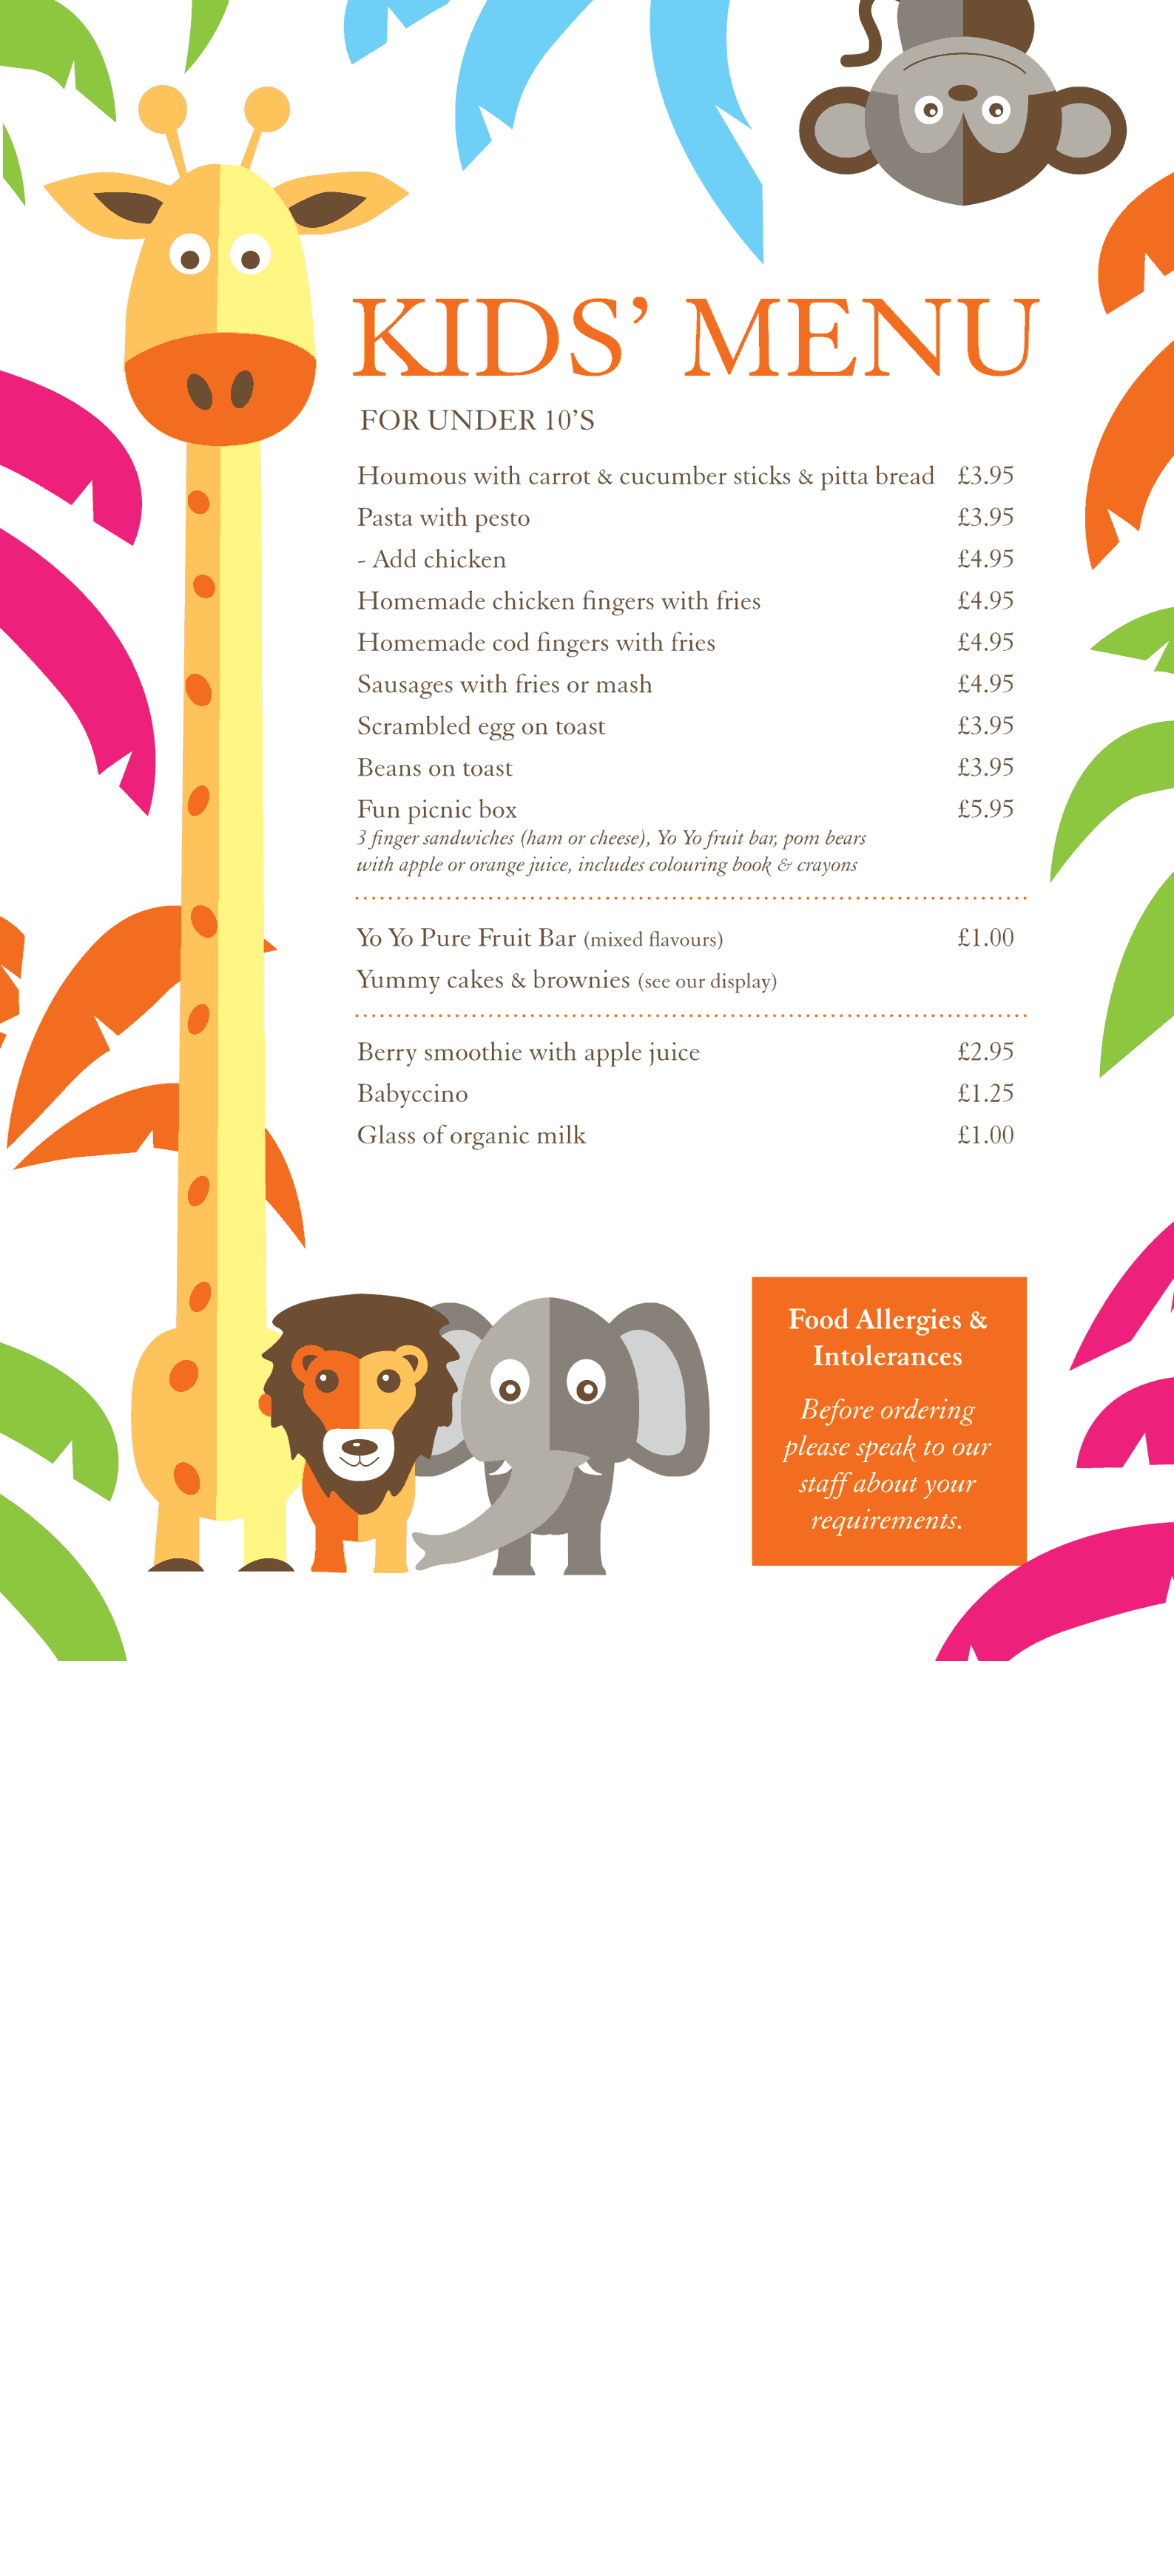 KIDS’ MENU
FOR UNDER 10’S
Houmous with carrot & cucumber sticks & pitta bread £3.95
Pasta with pesto £3.95
- Add chicken £4.95
Homemade chicken fingers with fries £4.95
Homemade cod fingers with fries £4.95
Sausages with fries or mash £4.95
Scrambled egg on toast £3.95
Beans on toast £3.95
Fun picnic box £5.95
3 finger sandwiches (ham or cheese), Yo Yo fruit bar, pom bears
with apple or orange juice, includes colouring book & crayons
Yo Yo Pure Fruit Bar (mixed flavours) £1.00
Yummy cakes & brownies (see our display)
Berry smoothie with apple juice £2.95
Babyccino £1.25
Glass of organic milk £1.00
Food Allergies &
Intolerances
Before ordering
please speak to our
staff about your
requirements.